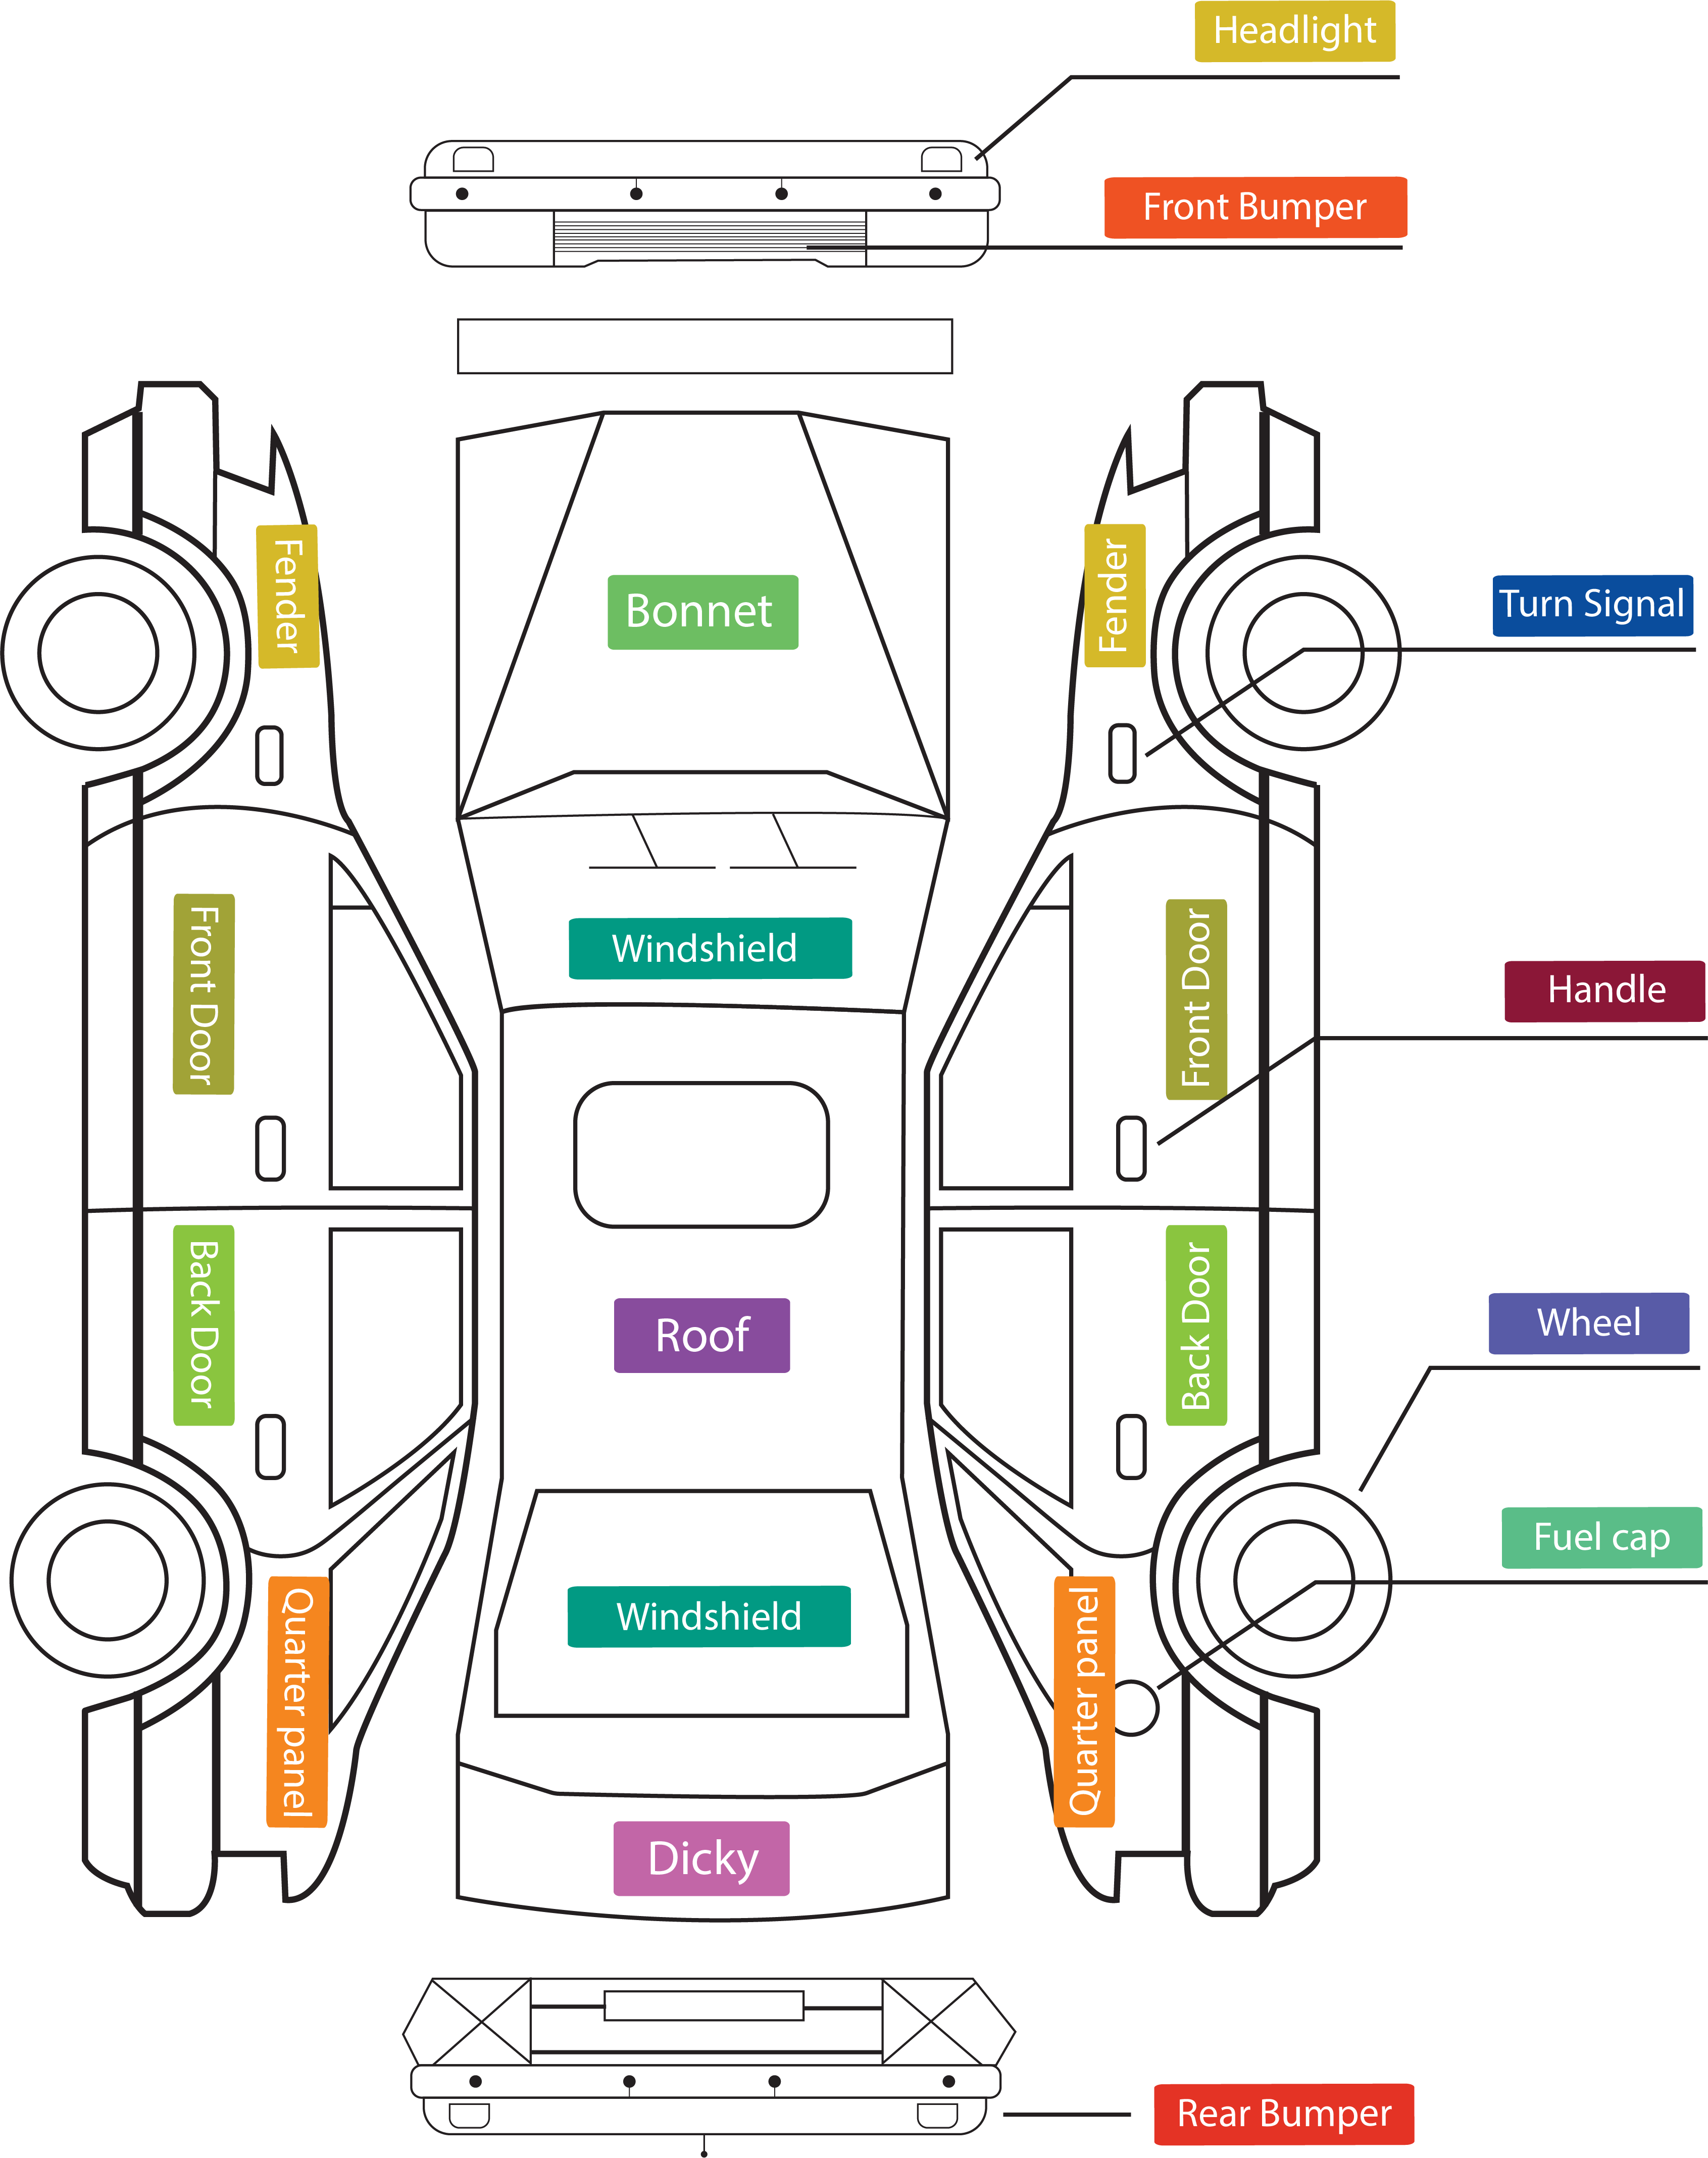 Headlight
Front Bumper
Fender
Bonnet
Fender
Turn Signal
Front Door
Windshield
Front Door
Handle
Back Door
Roof
Back Door
Wheel
Fuel cap
Quarter panel
Windshield
Quarter panel
Dicky
Rear Bumper